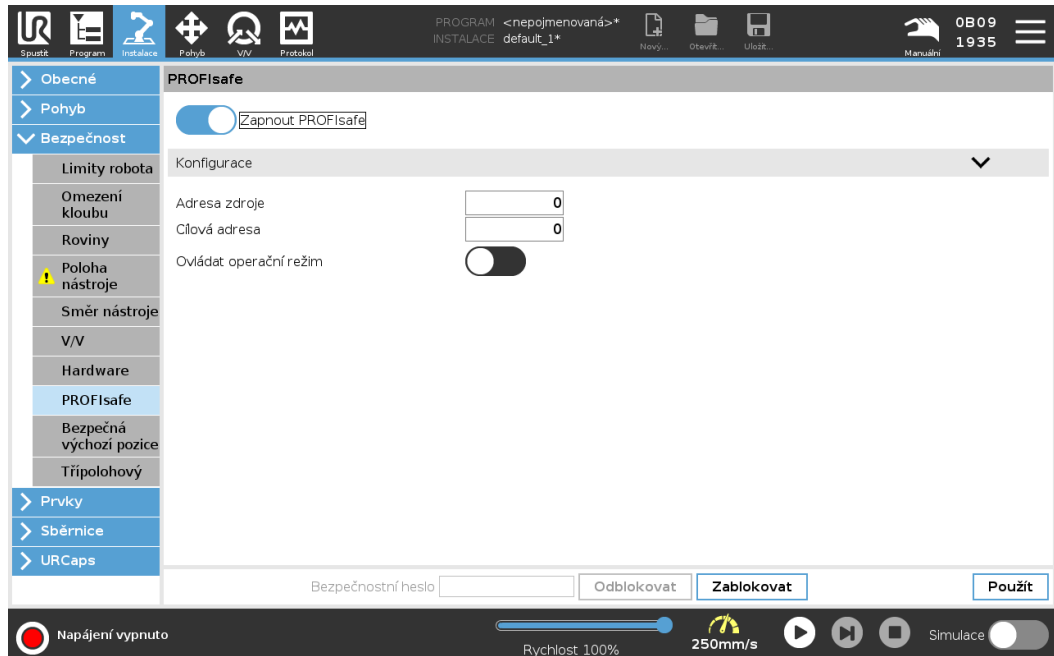 PROGRAM <nepojmenovaná>*
INSTALACE default_1*
Spustit
Program
Instalace
Pohyb
V/V
Protokol
Nový...
Otevřít...
Uložit...
Manuální
0B09
1935
Obecné
Pohyb
Bezpečnost
Limity robota
Omezení
kloubu
Roviny
Poloha
nástroje
Směr nástroje
V/V
Hardware
PROFIsafe
Bezpečná
výchozí pozice
Třípolohový
Prvky
Sběrnice
URCaps
PROFIsafe
Zapnout PROFIsafe
Konfigurace
Adresa zdroje 0
Cílová adresa 0
Ovládat operační režim
Bezpečnostní heslo
Odblokovat
Zablokovat
Použít
Napájení vypnuto
Rychlost 100%
250mm/s
Simulace